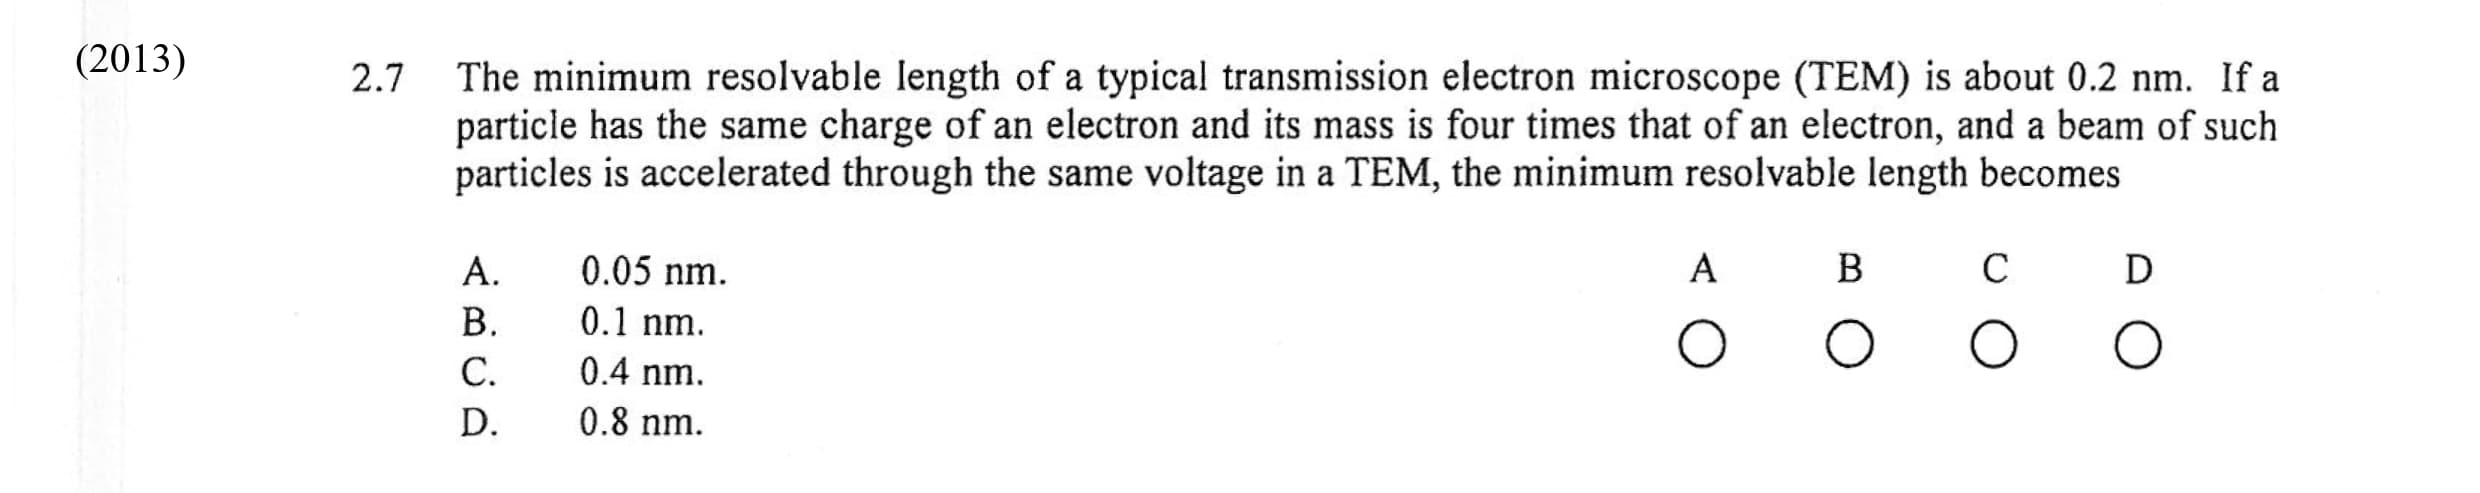 (2013)
2.7 The minimum resolvable length of a typical transmission electron microscope (TEM) is about 0.2 nm. If a
particle has the same charge of an electron and its mass is four times that of an electron, and a beam of such
particles is accelerated through the same voltage in a TEM, the minimum resolvable length becomes
A. 0.05 nm.
B. 0.1 nm.
C. 0.4 nm.
D. 0.8 nm.
A B C D